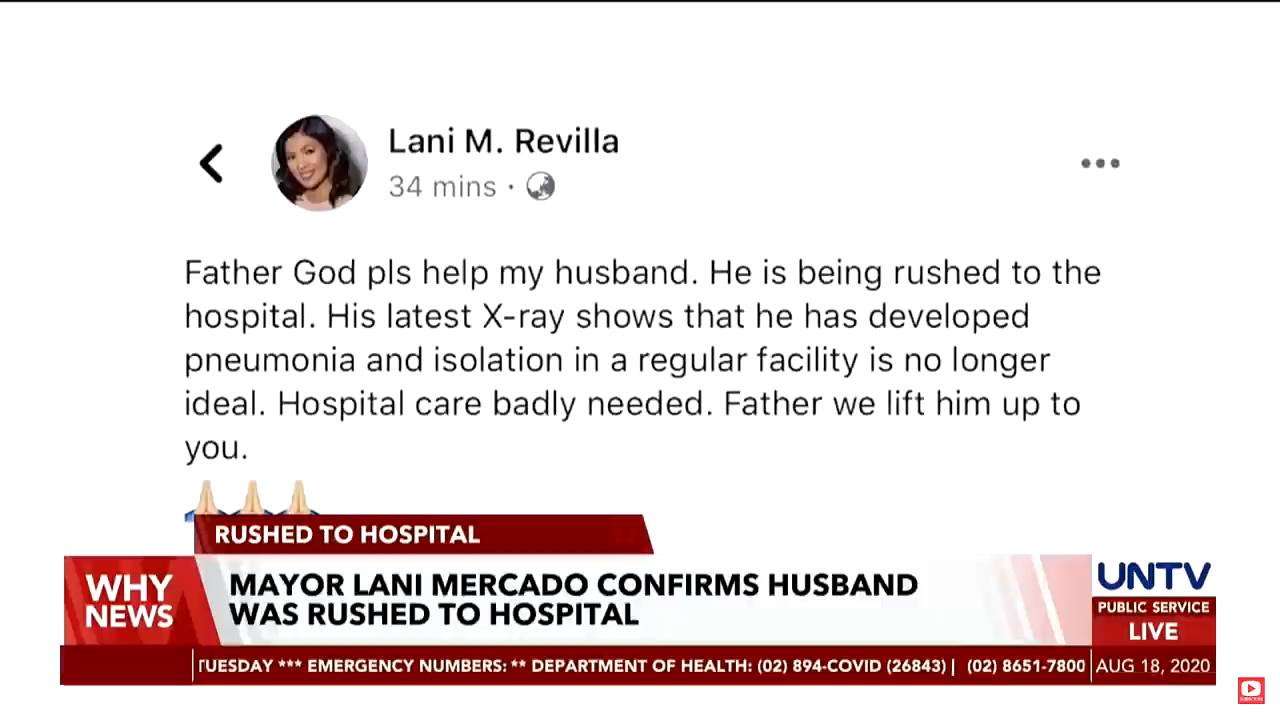 Lani M. Revilla
34 mins ·
Father God pls help my husband. He is being rushed to the
hospital. His latest X-ray shows that he has developed
pneumonia and isolation in a regular facility is no longer
ideal. Hospital care badly needed. Father we lift him up to
you.
🙏🏻🙏🏻🙏🏻
RUSHED TO HOSPITAL
WHY
NEWS
MAYOR LANI MERCADO CONFIRMS HUSBAND
WAS RUSHED TO HOSPITAL
UNTV
PUBLIC SERVICE
LIVE
TUESDAY *** EMERGENCY NUMBERS: ** DEPARTMENT OF HEALTH: (02) 894-COVID (26843) | (02) 8651-7800
AUG 18, 2020